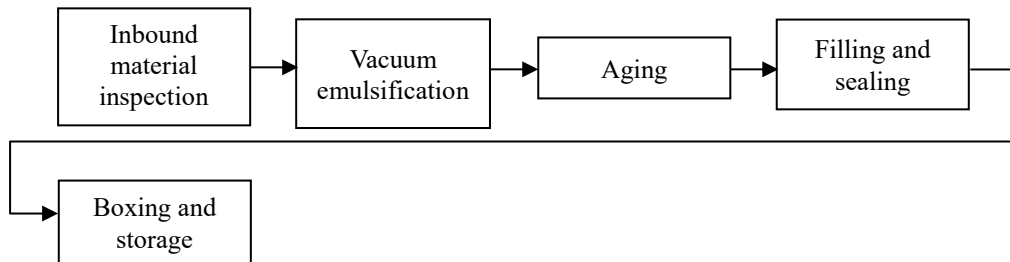 Inbound
material
inspection
Vacuum
emulsification
Aging
Filling and
sealing
Boxing and
storage